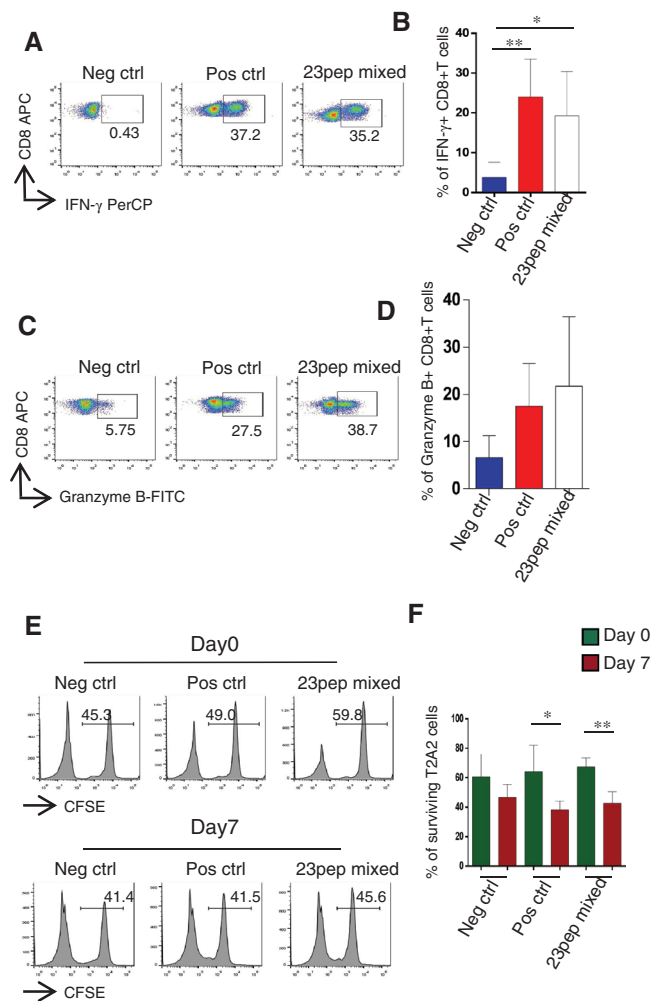 A
Neg ctrl Pos ctrl 23pep mixed
0.43 37.2 35.2
CD8 APC
IFN-γ PerCP
B
% of IFN-γ+ CD8+T cells
40
30
20
10
0
**
*
Neg ctrl
Pos ctrl
23pep mixed
C
Neg ctrl Pos ctrl 23pep mixed
5.75 27.5 38.7
CD8 APC
Granzyme B-FITC
D
% of Granzyme B+ CD8+T cells
40
30
20
10
0
Neg ctrl
Pos ctrl
23pep mixed
E
Day0
Neg ctrl Pos ctrl 23pep mixed
45.3 49.0 59.8
CFSE
Day7
Neg ctrl Pos ctrl 23pep mixed
41.4 41.5 45.6
CFSE
F
Day 0
Day 7
% of surviving T2A2 cells
100
80
60
40
20
0
*
**
Neg ctrl
Pos ctrl
23pep mixed